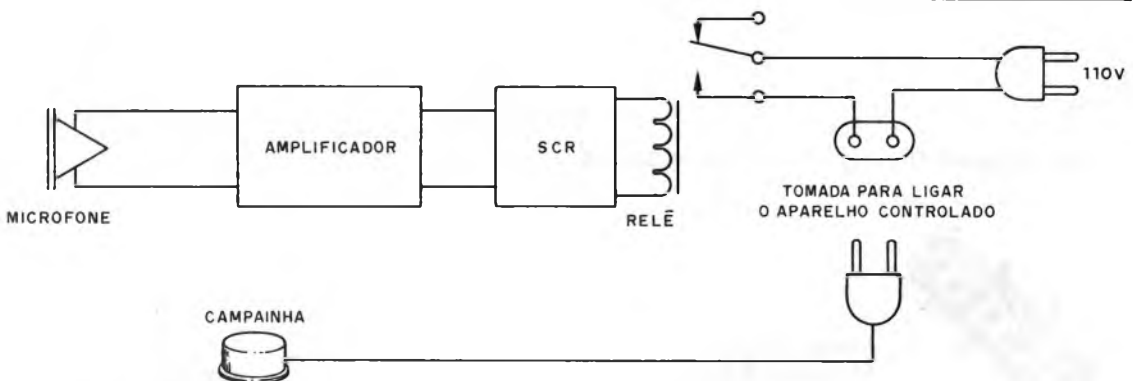 110V
AMPLIFICADOR
SCR
MICROFONE
RELÊ
TOMADA PARA LIGAR
O APARELHO CONTROLADO
CAMPAINHA